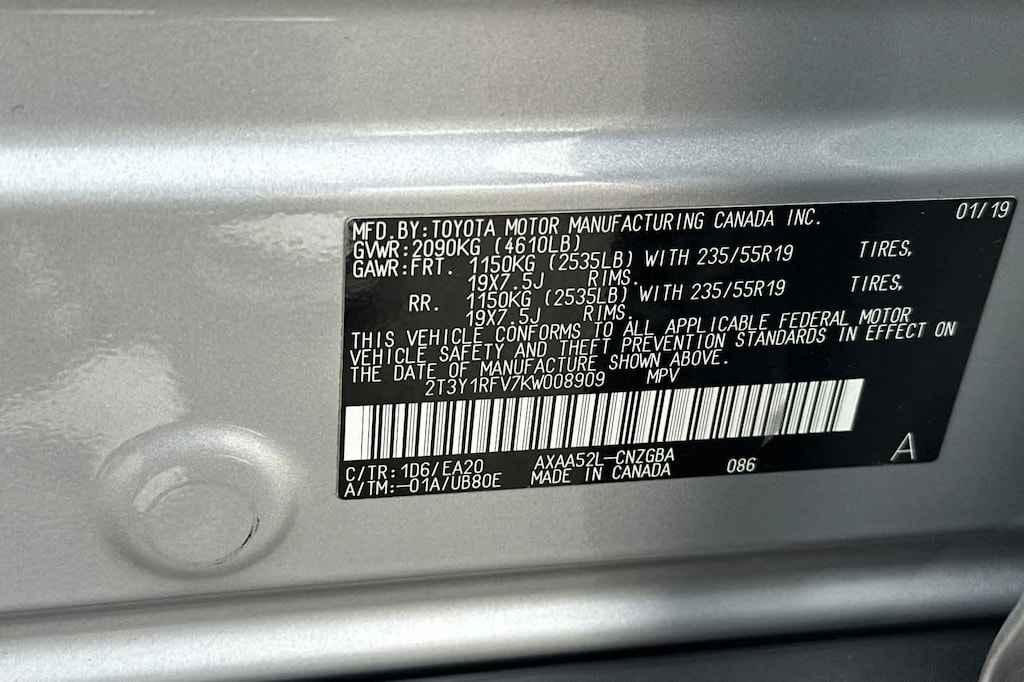 MFD.BY:TOYOTA MOTOR MANUFACTURING CANADA INC. 01/19
GVWR:2090KG (4610LB)
GAWR:FRT. 1150KG (2535LB) WITH 235/55R19 TIRES,
19X7.5J RIMS.
RR. 1150KG (2535LB) WITH 235/55R19 TIRES,
19X7.5J RIMS.
THIS VEHICLE CONFORMS TO ALL APPLICABLE FEDERAL MOTOR
VEHICLE SAFETY AND THEFT PREVENTION STANDARDS IN EFFECT ON
THE DATE OF MANUFACTURE SHOWN ABOVE.
2T3Y1RFV7KW008909 MPV
C/TR:1D6/EA20 AXAA52L-CNZGBA 086 A
A/TM:-01A/UB80E MADE IN CANADA